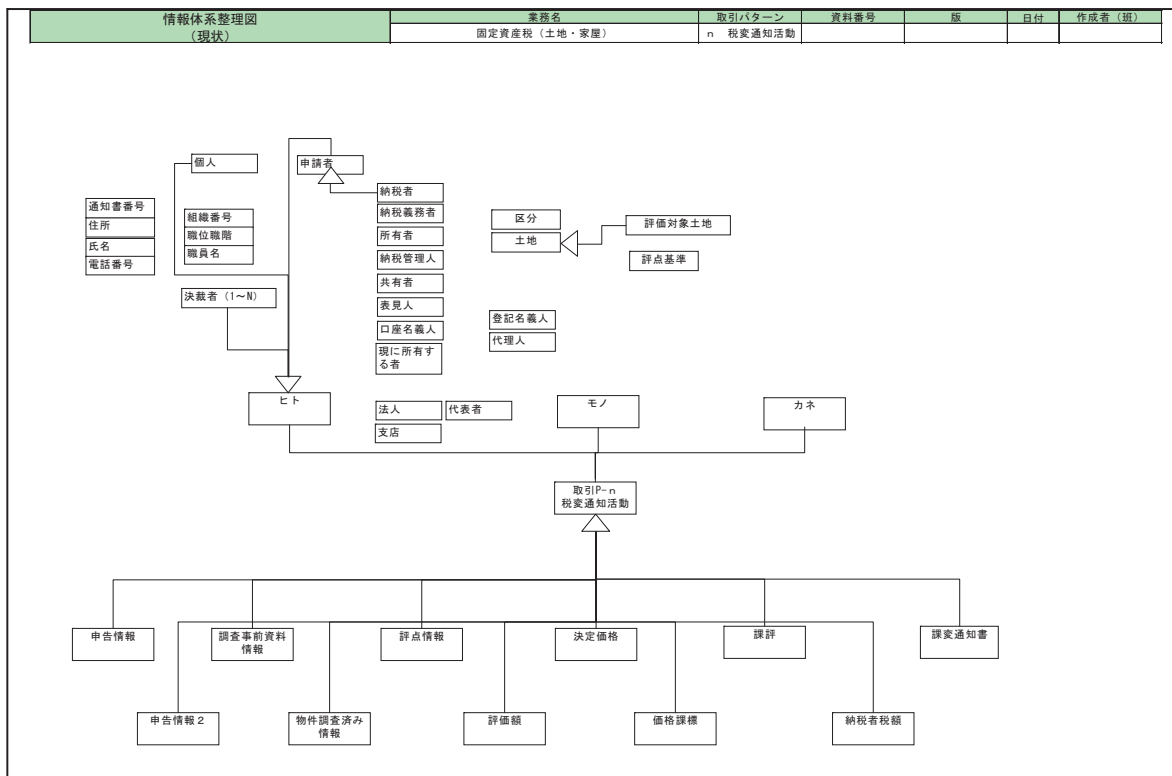 情報体系整理図
（現状）
業務名
取引パターン
資料番号
版
日付
作成者（班）
固定資産税（土地・家屋）
ｎ　税変通知活動
個人
申請者
通知書番号
住所
氏名
電話番号
組織番号
職位職階
職員名
決裁者（1～N）
納税者
納税義務者
所有者
納税管理人
共有者
表見人
口座名義人
現に所有す
る者
区分
土地
評価対象土地
評点基準
登記名義人
代理人
ヒト
法人
代表者
支店
モノ
カネ
取引P-ｎ
税変通知活動
申告情報
調査事前資料
情報
評点情報
決定価格
課評
課変通知書
申告情報２
物件調査済み
情報
評価額
価格課標
納税者税額